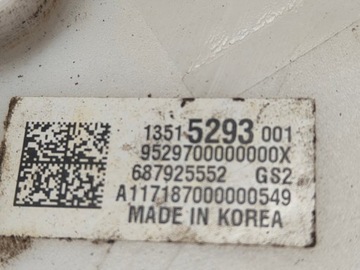 1351 5293 001
9529700000000X
687925552 GS2
A117187000000549
MADE IN KOREA